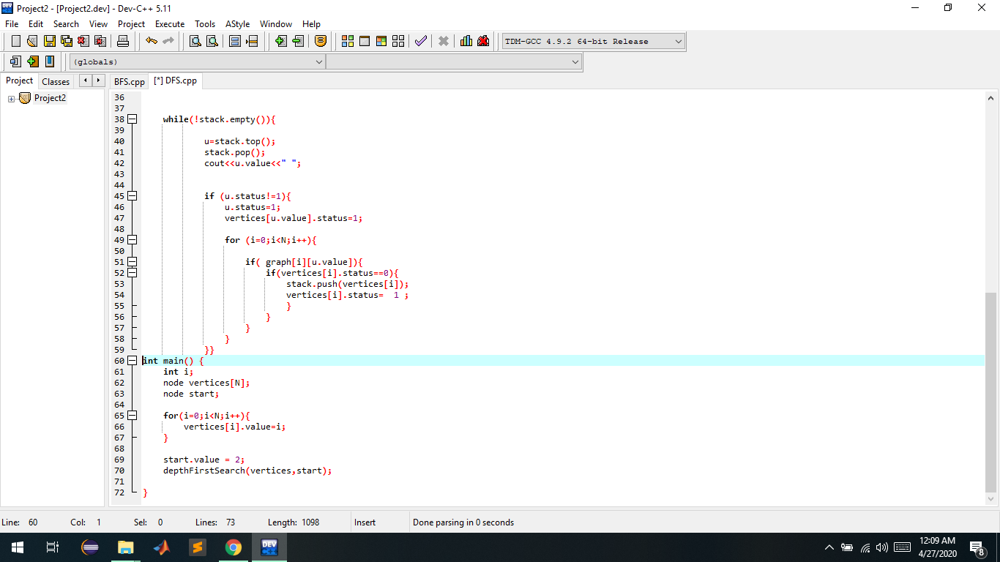 Project2 - [Project2.dev] - Dev-C++ 5.11
File Edit Search View Project Execute Tools AStyle Window Help
TDM-GCC 4.9.2 64-bit Release
(globals)
Project Classes BFS.cpp [*] DFS.cpp
Project2
36
37
38 while(!stack.empty()){
39
40 u=stack.top();
41 stack.pop();
42 cout<<u.value<<" ";
43
44
45 if (u.status!=1){
46 u.status=1;
47 vertices[u.value].status=1;
48
49 for (i=0;i<N;i++){
50
51 if( graph[i][u.value]){
52 if(vertices[i].status==0){
53 stack.push(vertices[i]);
54 vertices[i].status=  1 ;
55 }
56 }
57 }
58 }
59 }}
60 int main() {
61 int i;
62 node vertices[N];
63 node start;
64
65 for(i=0;i<N;i++){
66 vertices[i].value=i;
67 }
68
69 start.value = 2;
70 depthFirstSearch(vertices,start);
71
72 }
Line: 60 Col: 1 Sel: 0 Lines: 73 Length: 1098 Insert Done parsing in 0 seconds
DEV
12:09 AM
4/27/2020
8